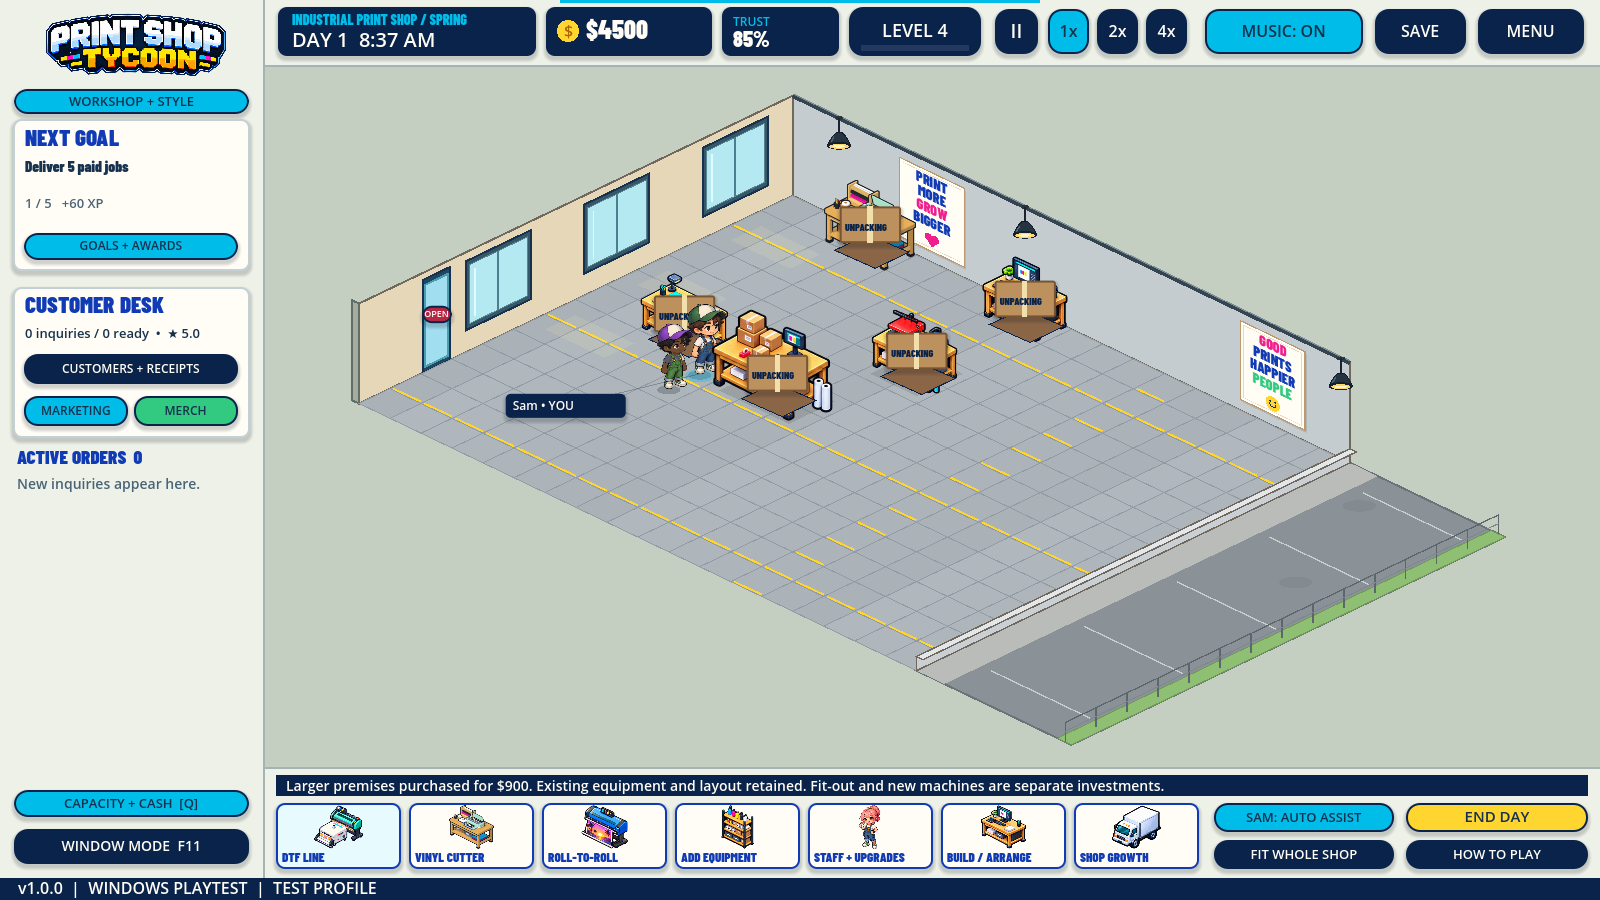 PRINT SHOP
TYCOON
WORKSHOP + STYLE
NEXT GOAL
Deliver 5 paid jobs
1 / 5 +60 XP
GOALS + AWARDS
CUSTOMER DESK
0 inquiries / 0 ready • ★ 5.0
CUSTOMERS + RECEIPTS
MARKETING
MERCH
ACTIVE ORDERS 0
New inquiries appear here.
CAPACITY + CASH [Q]
WINDOW MODE F11
INDUSTRIAL PRINT SHOP / SPRING
DAY 1 8:37 AM
$ $4500
TRUST
85%
LEVEL 4
II
1x
2x
4x
MUSIC: ON
SAVE
MENU
PRINT
MORE
GROW
BIGGER
UNPACKING
UNPACKING
OPEN
UNPACK
UNPACKING
UNPACKING
GOOD
PRINTS
HAPPIER
PEOPLE
Sam • YOU
Larger premises purchased for $900. Existing equipment and layout retained. Fit-out and new machines are separate investments.
DTF LINE
VINYL CUTTER
ROLL-TO-ROLL
ADD EQUIPMENT
STAFF + UPGRADES
BUILD / ARRANGE
SHOP GROWTH
SAM: AUTO ASSIST
END DAY
FIT WHOLE SHOP
HOW TO PLAY
v1.0.0 | WINDOWS PLAYTEST | TEST PROFILE